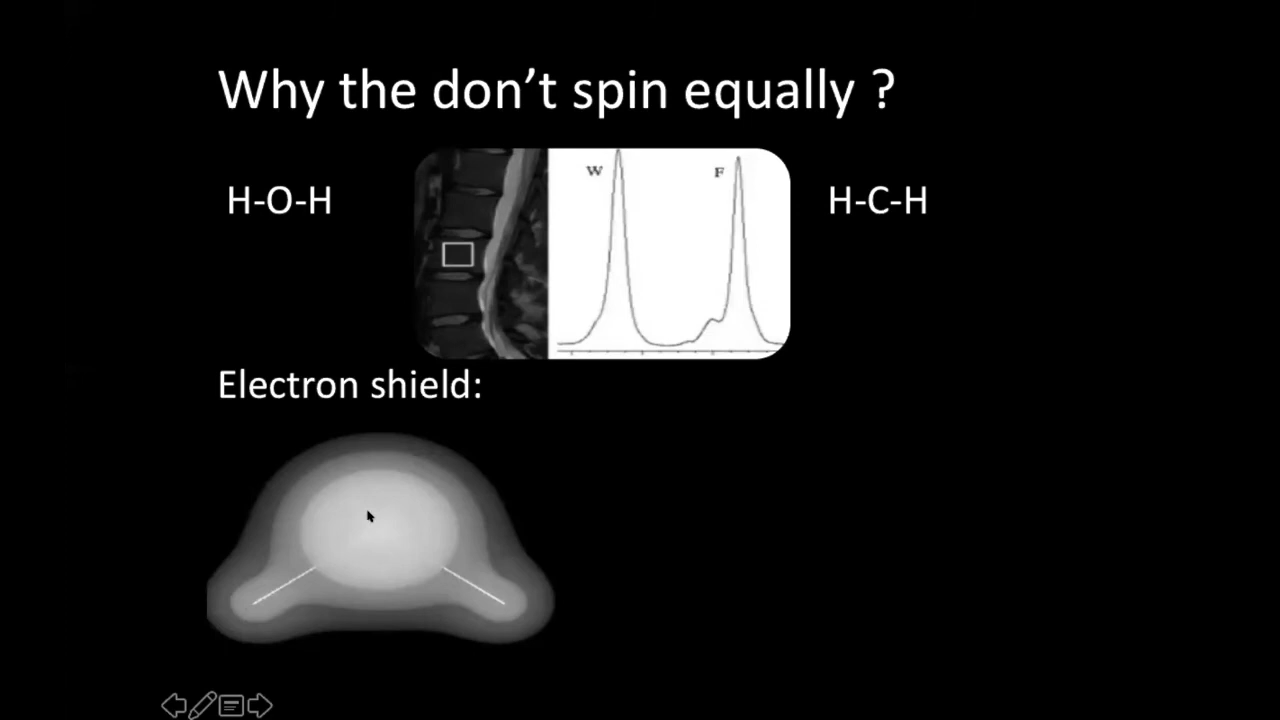 Why the don't spin equally ?
H-O-H
W
F
H-C-H
Electron shield: